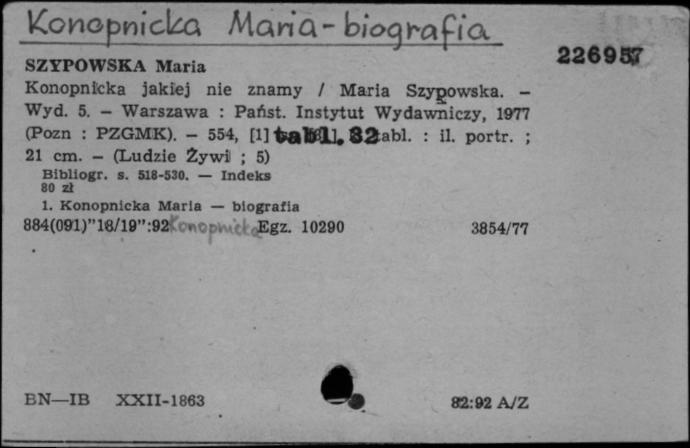 Konopnicka Maria - biografia
226957
SZYPOWSKA Maria
Konopnicka jakiej nie znamy / Maria Szypowska. —
Wyd. 5. — Warszawa : Państ. Instytut Wydawniczy, 1977
(Pozn : PZGMK). — 554, [1] tabl. 82 tabl. : il. portr. ;
21 cm. — (Ludzie Żywi ; 5)
Bibliogr. s. 518-530. — Indeks
80 zł
1. Konopnicka Maria — biografia
884(091)"18/19":92 Konopnicka Egz. 10290 3854/77
BN—IB XXII-1863 82:92 A/Z